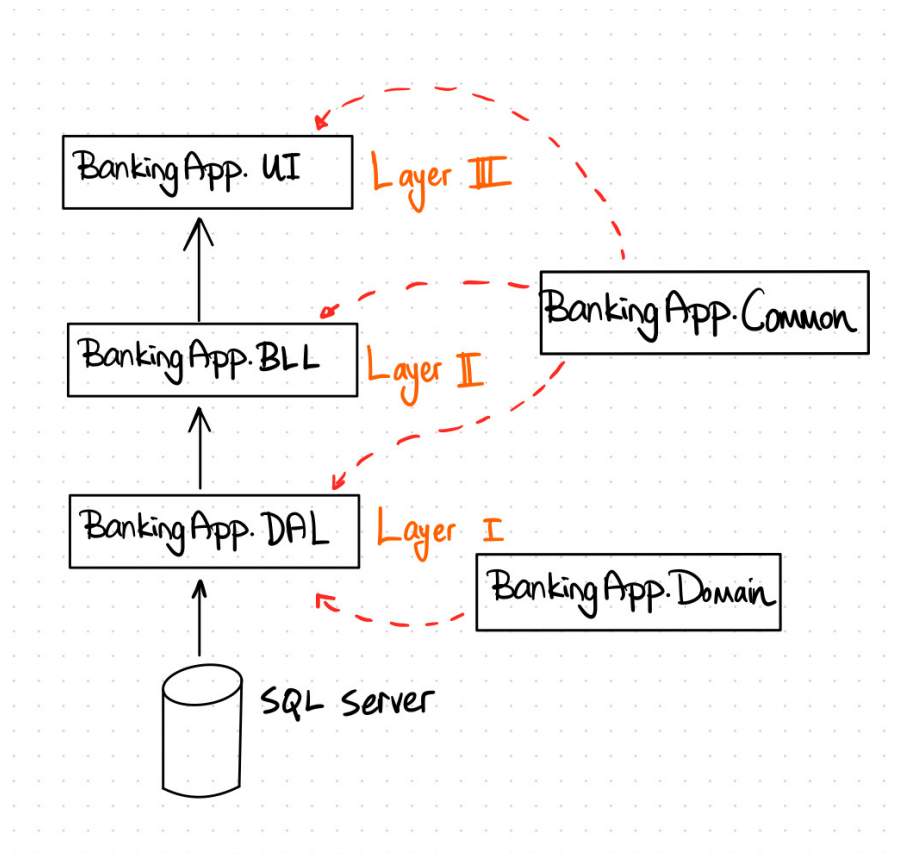 BankingApp.UI
Layer III
BankingApp.Common
BankingApp.BLL
Layer II
BankingApp.DAL
Layer I
BankingApp.Domain
SQL Server